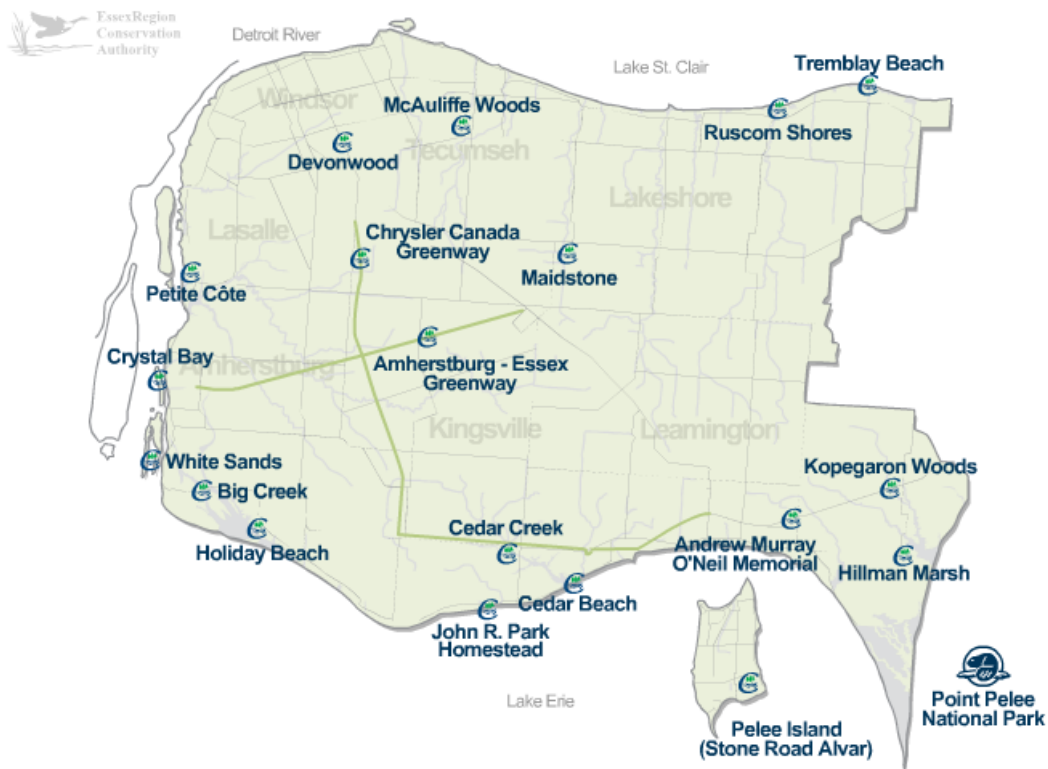 EssexRegion
Conservation
Authority
Detroit River
Lake St. Clair
Tremblay Beach
Windsor
McAuliffe Woods
Ruscom Shores
Devonwood
Tecumseh
Lakeshore
Lasalle
Chrysler Canada
Greenway
Maidstone
Petite Côte
Crystal Bay
Amherstburg
Amherstburg - Essex
Greenway
Kingsville
Leamington
White Sands
Kopegaron Woods
Big Creek
Holiday Beach
Cedar Creek
Andrew Murray
O'Neil Memorial
Hillman Marsh
Cedar Beach
John R. Park
Homestead
Lake Erie
Point Pelee
National Park
Pelee Island
(Stone Road Alvar)